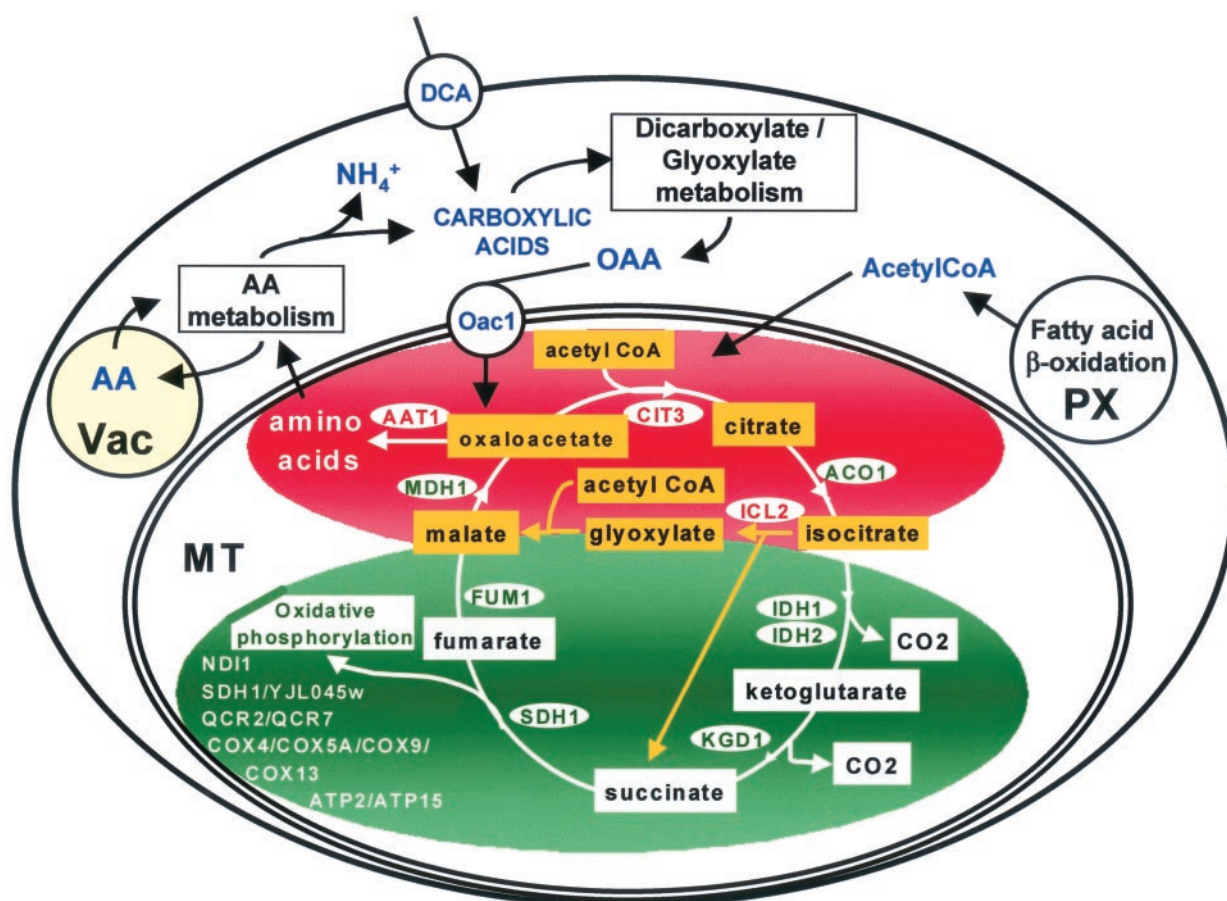 DCA
Dicarboxylate /
Glyoxylate
metabolism
NH4+
CARBOXYLIC
ACIDS
OAA
AcetylCoA
AA
metabolism
Oac1
Fatty acid
β-oxidation
PX
AA
Vac
acetyl CoA
amino
acids
AAT1
oxaloacetate
CIT3
citrate
MDH1
acetyl CoA
ACO1
malate
glyoxylate
ICL2
isocitrate
MT
FUM1
Oxidative
phosphorylation
fumarate
IDH1
IDH2
CO2
NDI1
SDH1/YJL045w
QCR2/QCR7
COX4/COX5A/COX9/
COX13
ATP2/ATP15
SDH1
ketoglutarate
KGD1
CO2
succinate